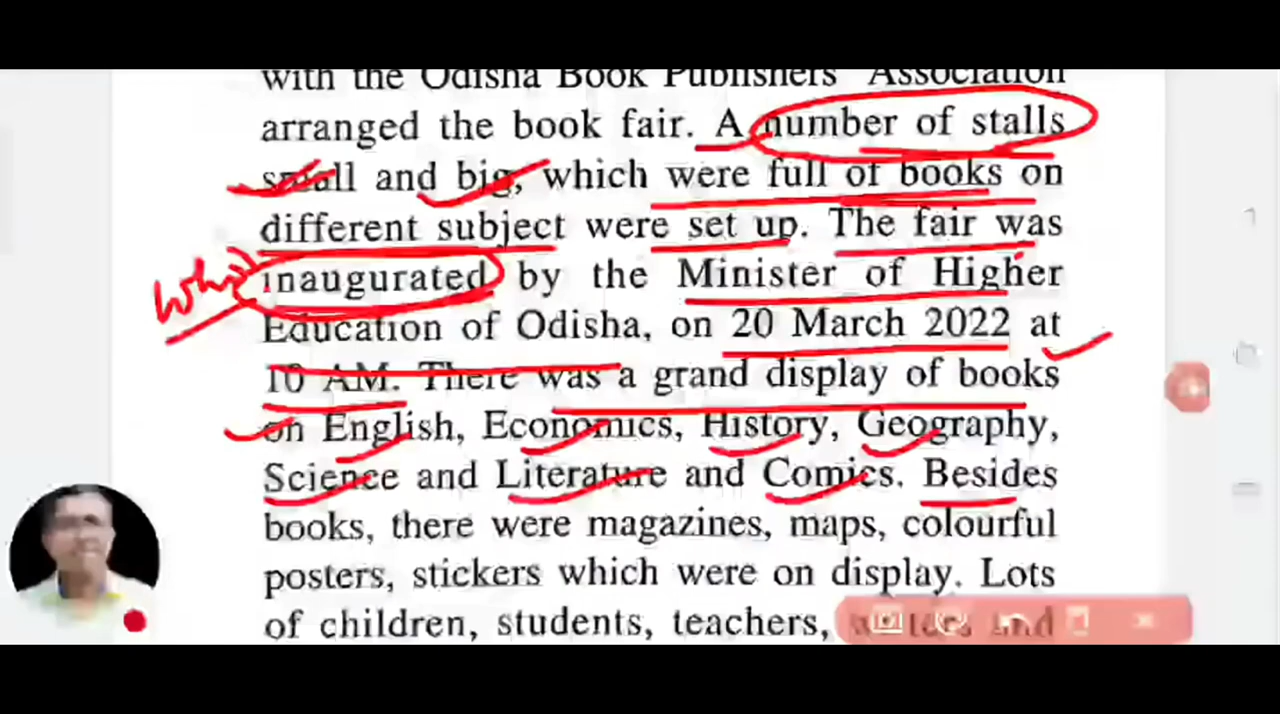 with the Odisha Book Publishers' Association
arranged the book fair. A number of stalls
small and big, which were full of books on
different subject were set up. The fair was
who inaugurated by the Minister of Higher
Education of Odisha, on 20 March 2022 at
10 AM. There was a grand display of books
on English, Economics, History, Geography,
Science and Literature and Comics. Besides
books, there were magazines, maps, colourful
posters, stickers which were on display. Lots
of children, students, teachers, writers and